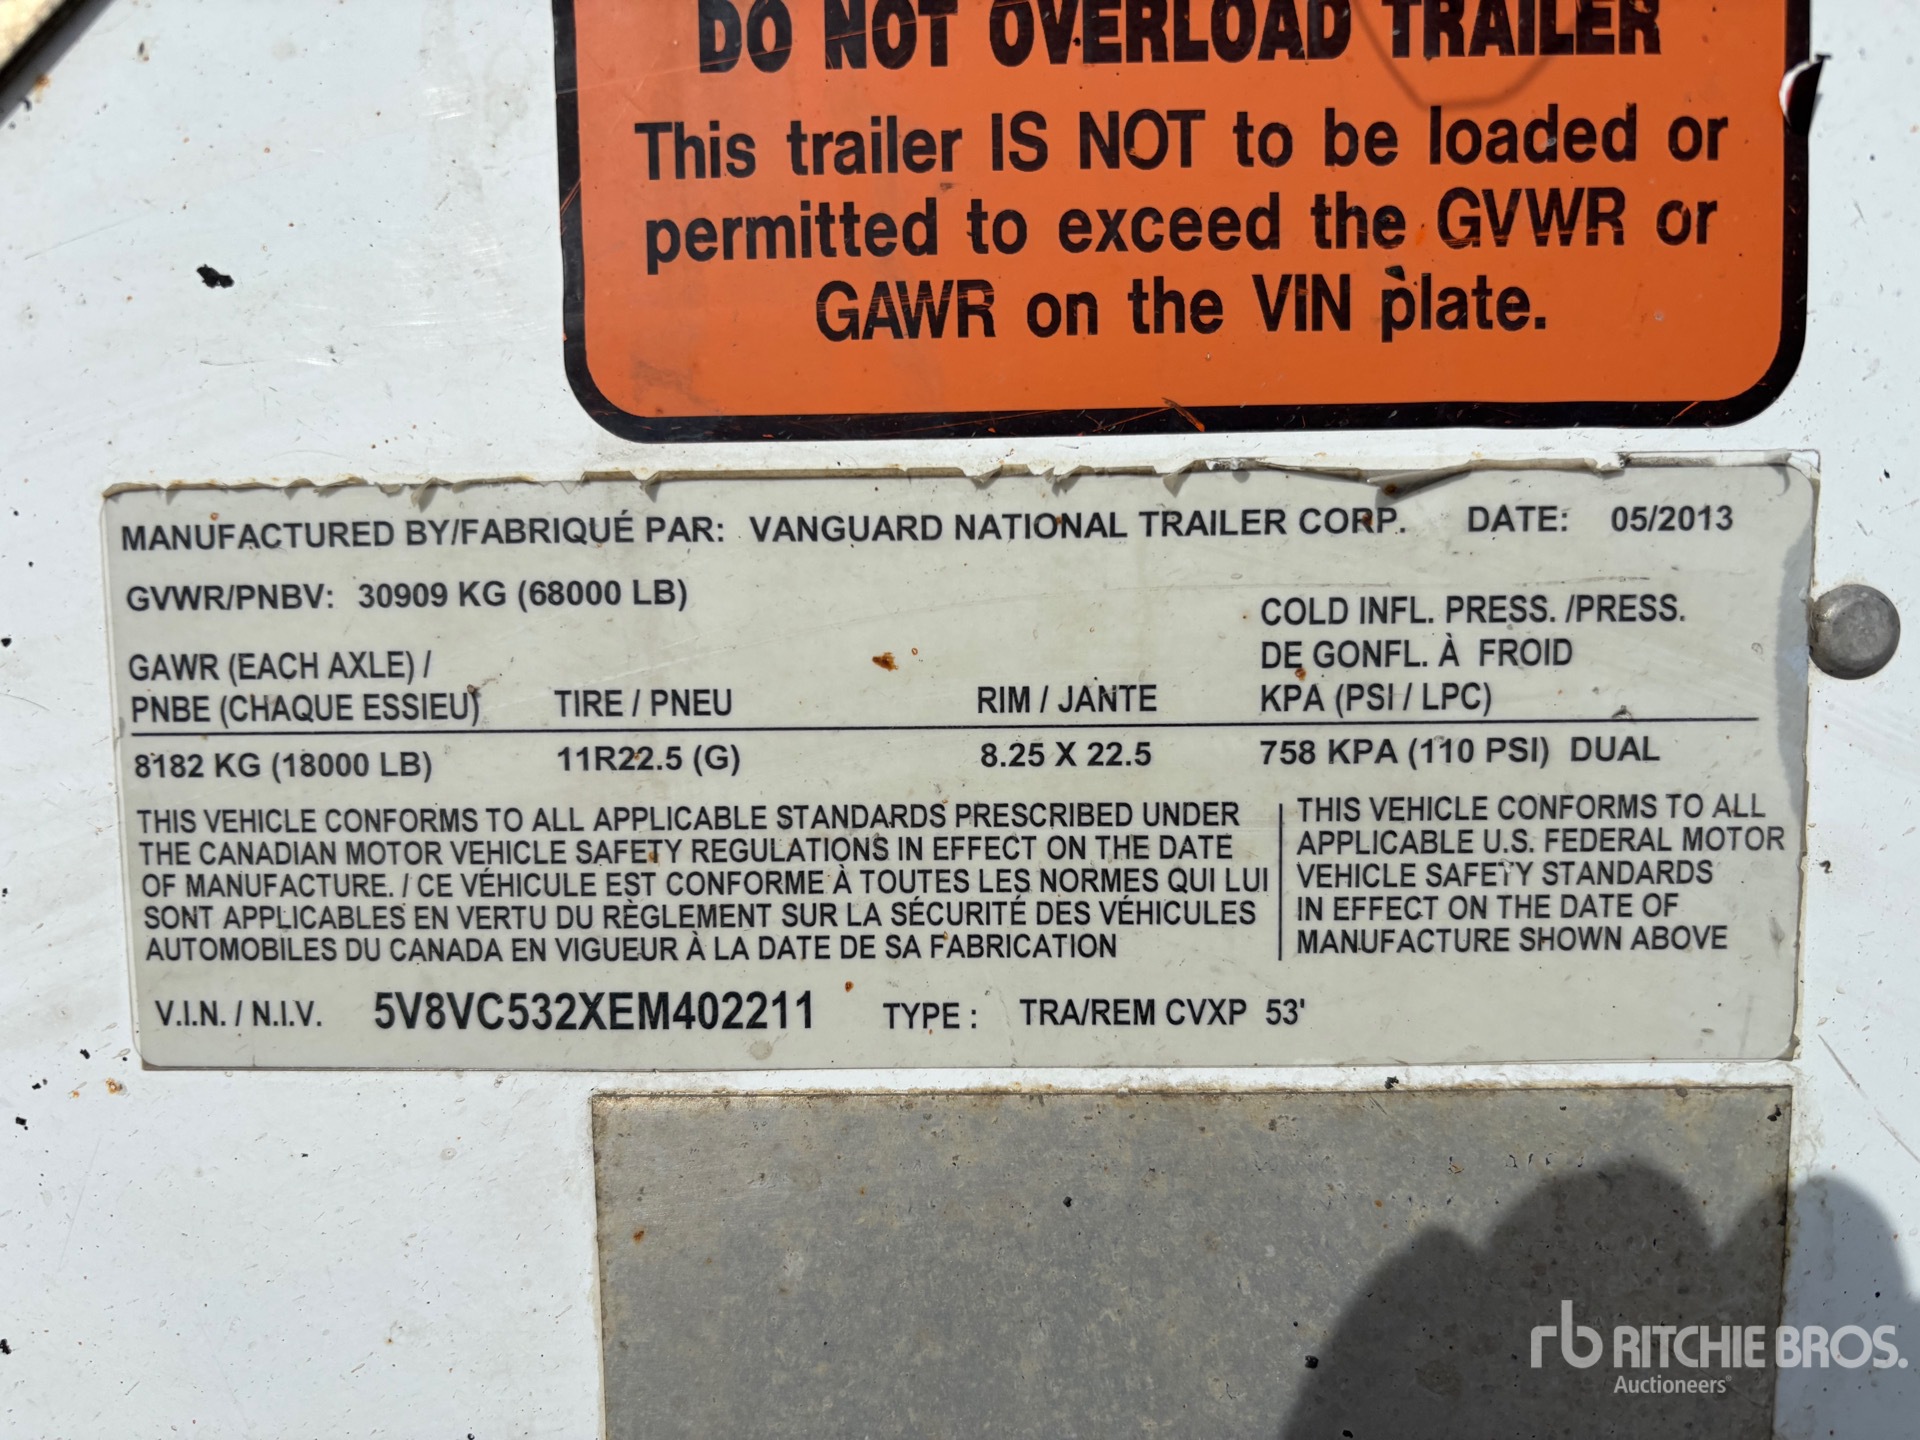 DO NOT OVERLOAD TRAILER
This trailer IS NOT to be loaded or
permitted to exceed the GVWR or
GAWR on the VIN plate.
MANUFACTURED BY/FABRIQUÉ PAR: VANGUARD NATIONAL TRAILER CORP. DATE: 05/2013
GVWR/PNBV: 30909 KG (68000 LB)
COLD INFL. PRESS. /PRESS.
GAWR (EACH AXLE) / DE GONFL. À FROID
PNBE (CHAQUE ESSIEU) TIRE / PNEU RIM / JANTE KPA (PSI / LPC)
8182 KG (18000 LB) 11R22.5 (G) 8.25 X 22.5 758 KPA (110 PSI) DUAL
THIS VEHICLE CONFORMS TO ALL APPLICABLE STANDARDS PRESCRIBED UNDER
THE CANADIAN MOTOR VEHICLE SAFETY REGULATIONS IN EFFECT ON THE DATE
OF MANUFACTURE. / CE VÉHICULE EST CONFORME À TOUTES LES NORMES QUI LUI
SONT APPLICABLES EN VERTU DU RÈGLEMENT SUR LA SÉCURITÉ DES VÉHICULES
AUTOMOBILES DU CANADA EN VIGUEUR À LA DATE DE SA FABRICATION
THIS VEHICLE CONFORMS TO ALL
APPLICABLE U.S. FEDERAL MOTOR
VEHICLE SAFETY STANDARDS
IN EFFECT ON THE DATE OF
MANUFACTURE SHOWN ABOVE
V.I.N. / N.I.V. 5V8VC532XEM402211 TYPE : TRA/REM CVXP 53'
rb RITCHIE BROS.
Auctioneers